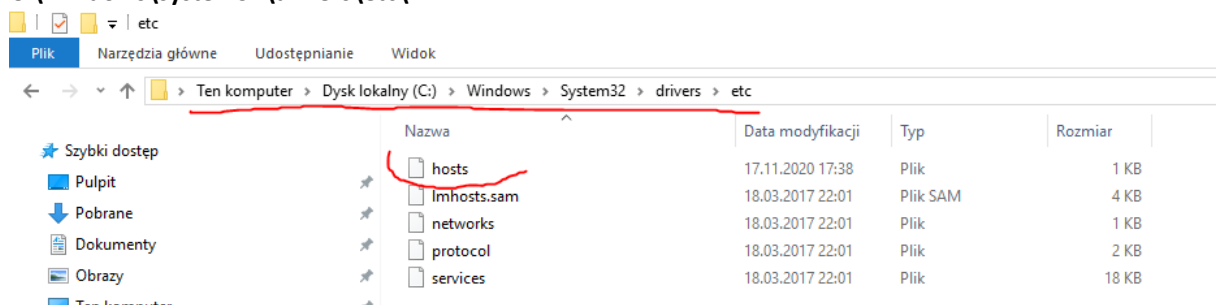 etc
Plik Narzędzia główne Udostępnianie Widok
Ten komputer > Dysk lokalny (C:) > Windows > System32 > drivers > etc
Nazwa Data modyfikacji Typ Rozmiar
Szybki dostęp
Pulpit
Pobrane
Dokumenty
Obrazy
Ten komputer
hosts 17.11.2020 17:38 Plik 1 KB
lmhosts.sam 18.03.2017 22:01 Plik SAM 4 KB
networks 18.03.2017 22:01 Plik 1 KB
protocol 18.03.2017 22:01 Plik 2 KB
services 18.03.2017 22:01 Plik 18 KB